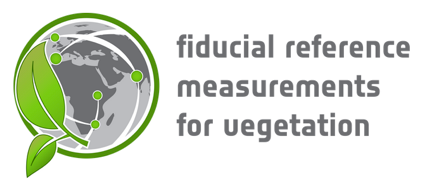 fiducial reference
measurements
for vegetation